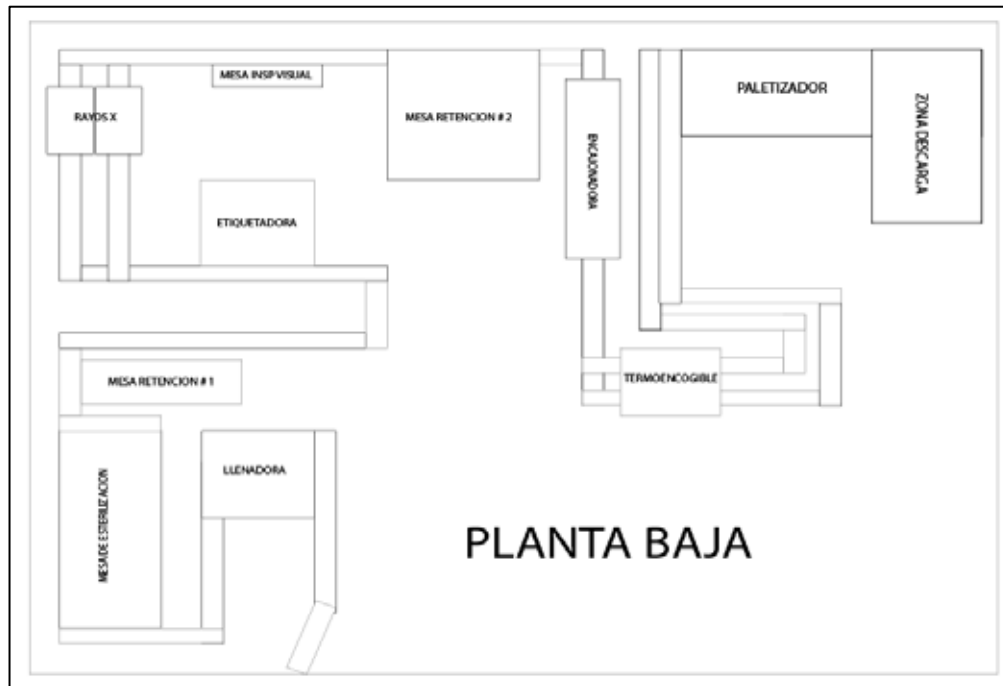 MESA INSP VISUAL
RAYOS X
MESA RETENCION # 2
PALETIZADOR
ZONA DESCARGA
ENCAJONADORA
ETIQUETADORA
MESA RETENCION # 1
TERMOENCOGIBLE
LLENADORA
MESA DE ESTERILIZACION
PLANTA BAJA